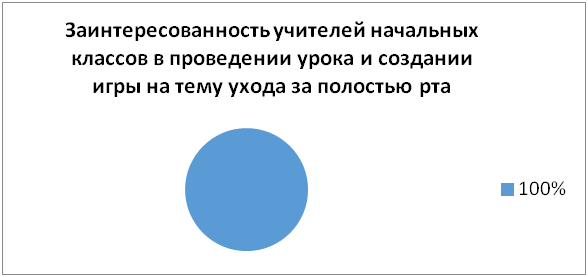 Заинтересованность учителей начальных
классов в проведении урока и создании
игры на тему ухода за полостью рта
100%